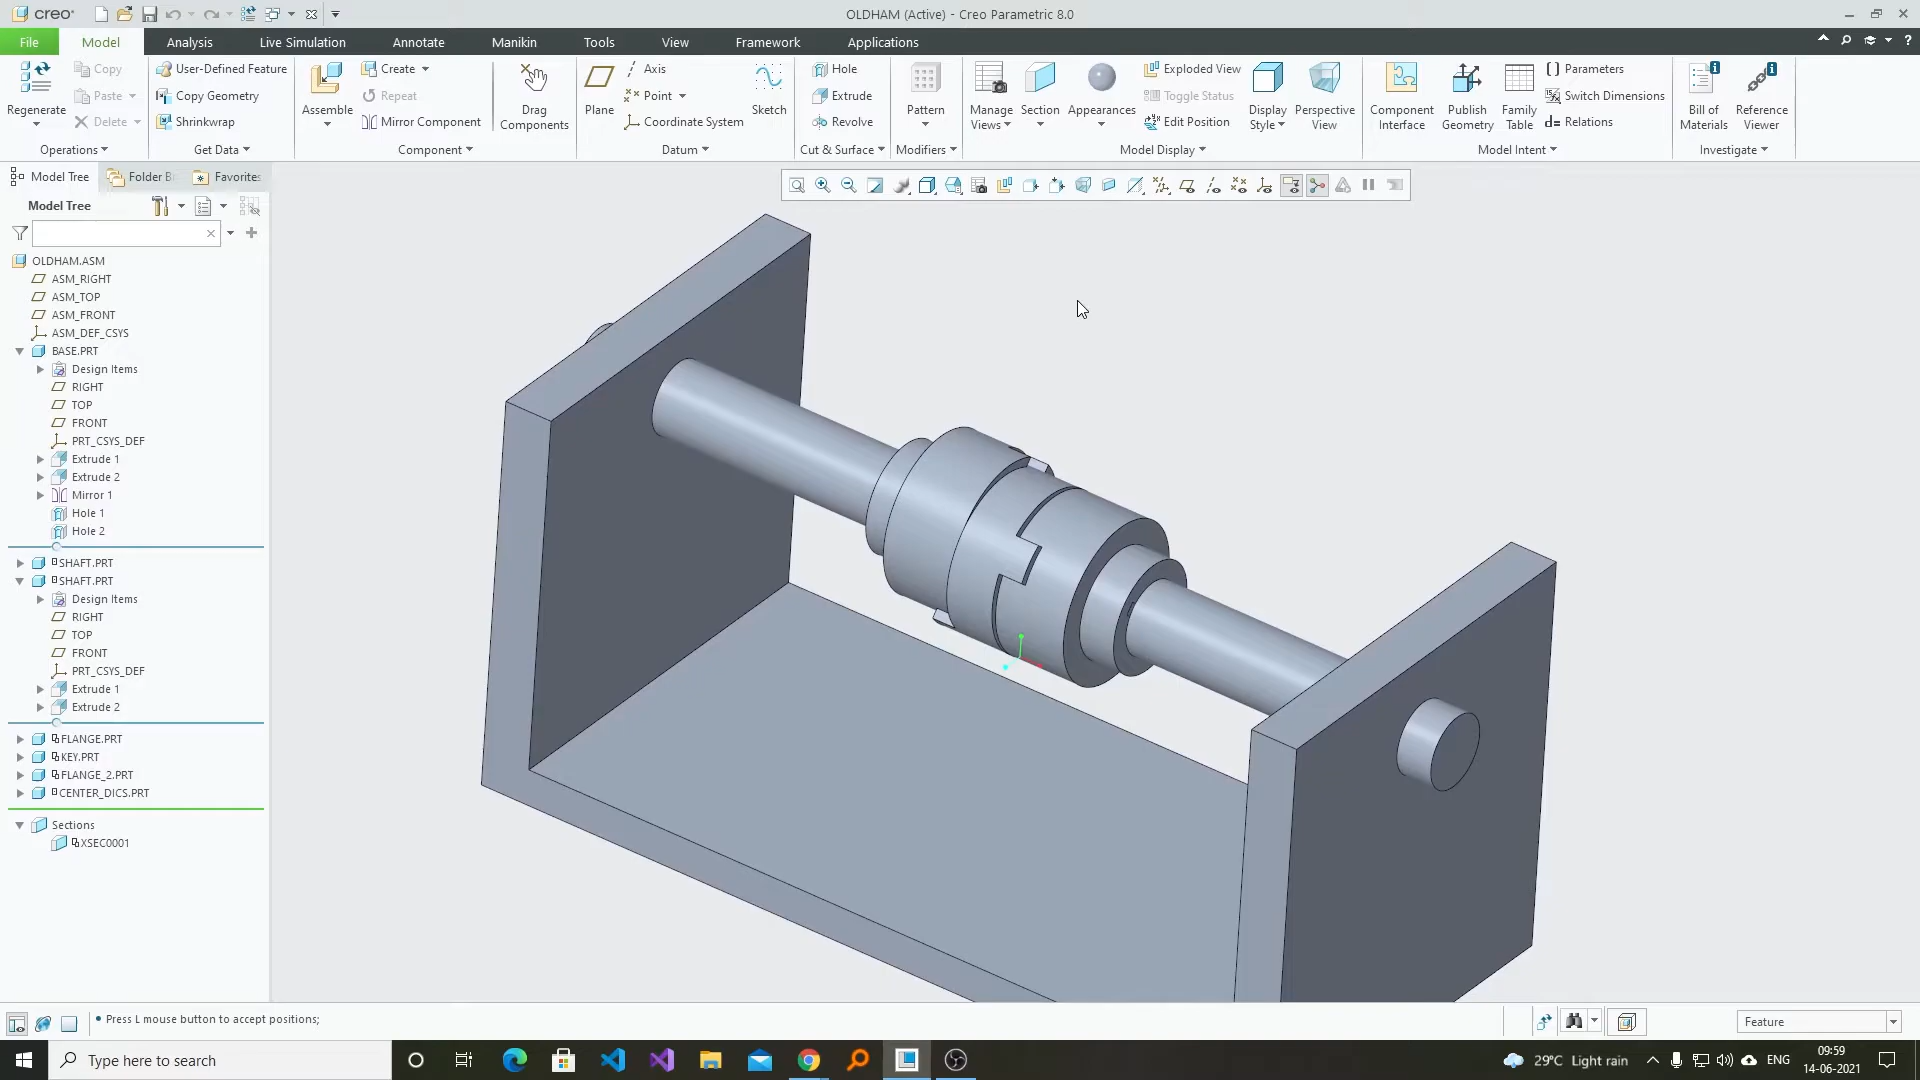 creo
OLDHAM (Active) - Creo Parametric 8.0
File
Model
Analysis
Live Simulation
Annotate
Manikin
Tools
View
Framework
Applications
Regenerate
Copy
Paste
Delete
Operations
User-Defined Feature
Copy Geometry
Shrinkwrap
Get Data
Assemble
Create
Repeat
Mirror Component
Drag Components
Component
Plane
Axis
Point
Coordinate System
Sketch
Datum
Hole
Extrude
Revolve
Cut & Surface
Pattern
Modifiers
Manage Views
Section
Appearances
Exploded View
Toggle Status
Edit Position
Display Style
Perspective View
Model Display
Component Interface
Publish Geometry
Family Table
Parameters
Switch Dimensions
Relations
Model Intent
Bill of Materials
Reference Viewer
Investigate
Model Tree
Folder B
Favorites
Model Tree
OLDHAM.ASM
ASM_RIGHT
ASM_TOP
ASM_FRONT
ASM_DEF_CSYS
BASE.PRT
Design Items
RIGHT
TOP
FRONT
PRT_CSYS_DEF
Extrude 1
Extrude 2
Mirror 1
Hole 1
Hole 2
SHAFT.PRT
SHAFT.PRT
Design Items
RIGHT
TOP
FRONT
PRT_CSYS_DEF
Extrude 1
Extrude 2
FLANGE.PRT
KEY.PRT
FLANGE_2.PRT
CENTER_DICS.PRT
Sections
XSEC0001
• Press L mouse button to accept positions;
Feature
Type here to search
29°C Light rain
ENG
09:59
14-06-2021